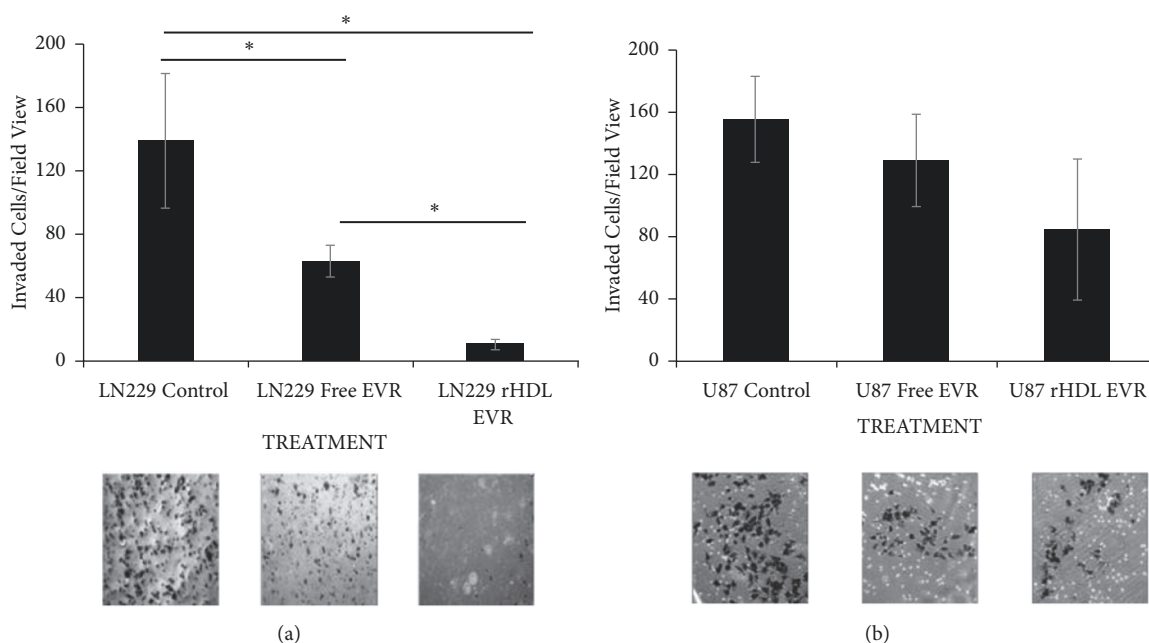 *
*
*
200
160
120
80
40
0
Invaded Cells/Field View
LN229 Control
LN229 Free EVR
LN229 rHDL
EVR
TREATMENT
(a)
200
160
120
80
40
0
Invaded Cells/Field View
U87 Control
U87 Free EVR
U87 rHDL EVR
TREATMENT
(b)